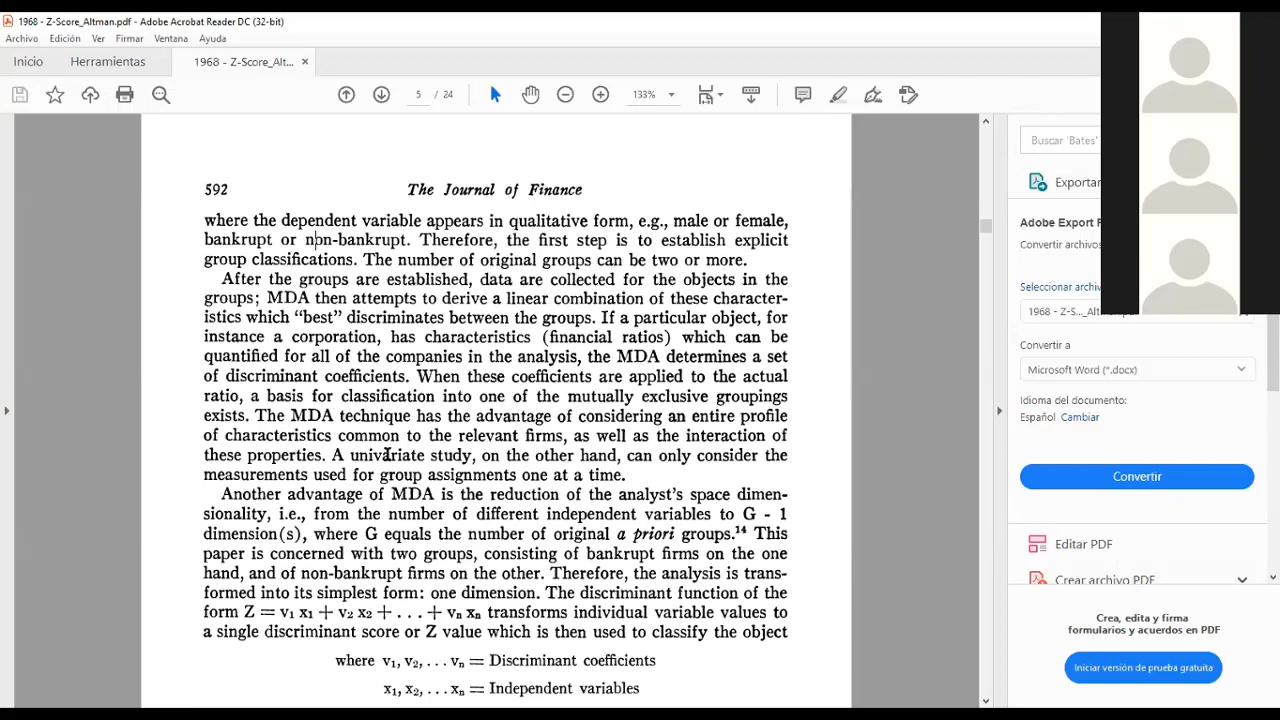 1968 - Z-Score_Altman.pdf - Adobe Acrobat Reader DC (32-bit)
Archivo Edición Ver Firmar Ventana Ayuda
Inicio Herramientas 1968 - Z-Score_Alt... ×
5 / 24 133%
592 The Journal of Finance
where the dependent variable appears in qualitative form, e.g., male or female,
bankrupt or non-bankrupt. Therefore, the first step is to establish explicit
group classifications. The number of original groups can be two or more.
After the groups are established, data are collected for the objects in the
groups; MDA then attempts to derive a linear combination of these character-
istics which “best” discriminates between the groups. If a particular object, for
instance a corporation, has characteristics (financial ratios) which can be
quantified for all of the companies in the analysis, the MDA determines a set
of discriminant coefficients. When these coefficients are applied to the actual
ratio, a basis for classification into one of the mutually exclusive groupings
exists. The MDA technique has the advantage of considering an entire profile
of characteristics common to the relevant firms, as well as the interaction of
these properties. A univariate study, on the other hand, can only consider the
measurements used for group assignments one at a time.
Another advantage of MDA is the reduction of the analyst's space dimen-
sionality, i.e., from the number of different independent variables to G - 1
dimension(s), where G equals the number of original a priori groups.¹⁴ This
paper is concerned with two groups, consisting of bankrupt firms on the one
hand, and of non-bankrupt firms on the other. Therefore, the analysis is trans-
formed into its simplest form: one dimension. The discriminant function of the
form Z = v₁ x₁ + v₂ x₂ + . . . + vₙ xₙ transforms individual variable values to
a single discriminant score or Z value which is then used to classify the object
where v₁, v₂, . . . vₙ = Discriminant coefficients
x₁, x₂, . . . xₙ = Independent variables
Buscar 'Bates'
Exportar
Adobe Export
Convertir archivos
Seleccionar archiv
1968 - Z-S..._Altman.pdf
Convertir a
Microsoft Word (*.docx)
Idioma del documento:
Español Cambiar
Convertir
Editar PDF
Crear archivo PDF
Crea, edita y firma
formularios y acuerdos en PDF
Iniciar versión de prueba gratuita